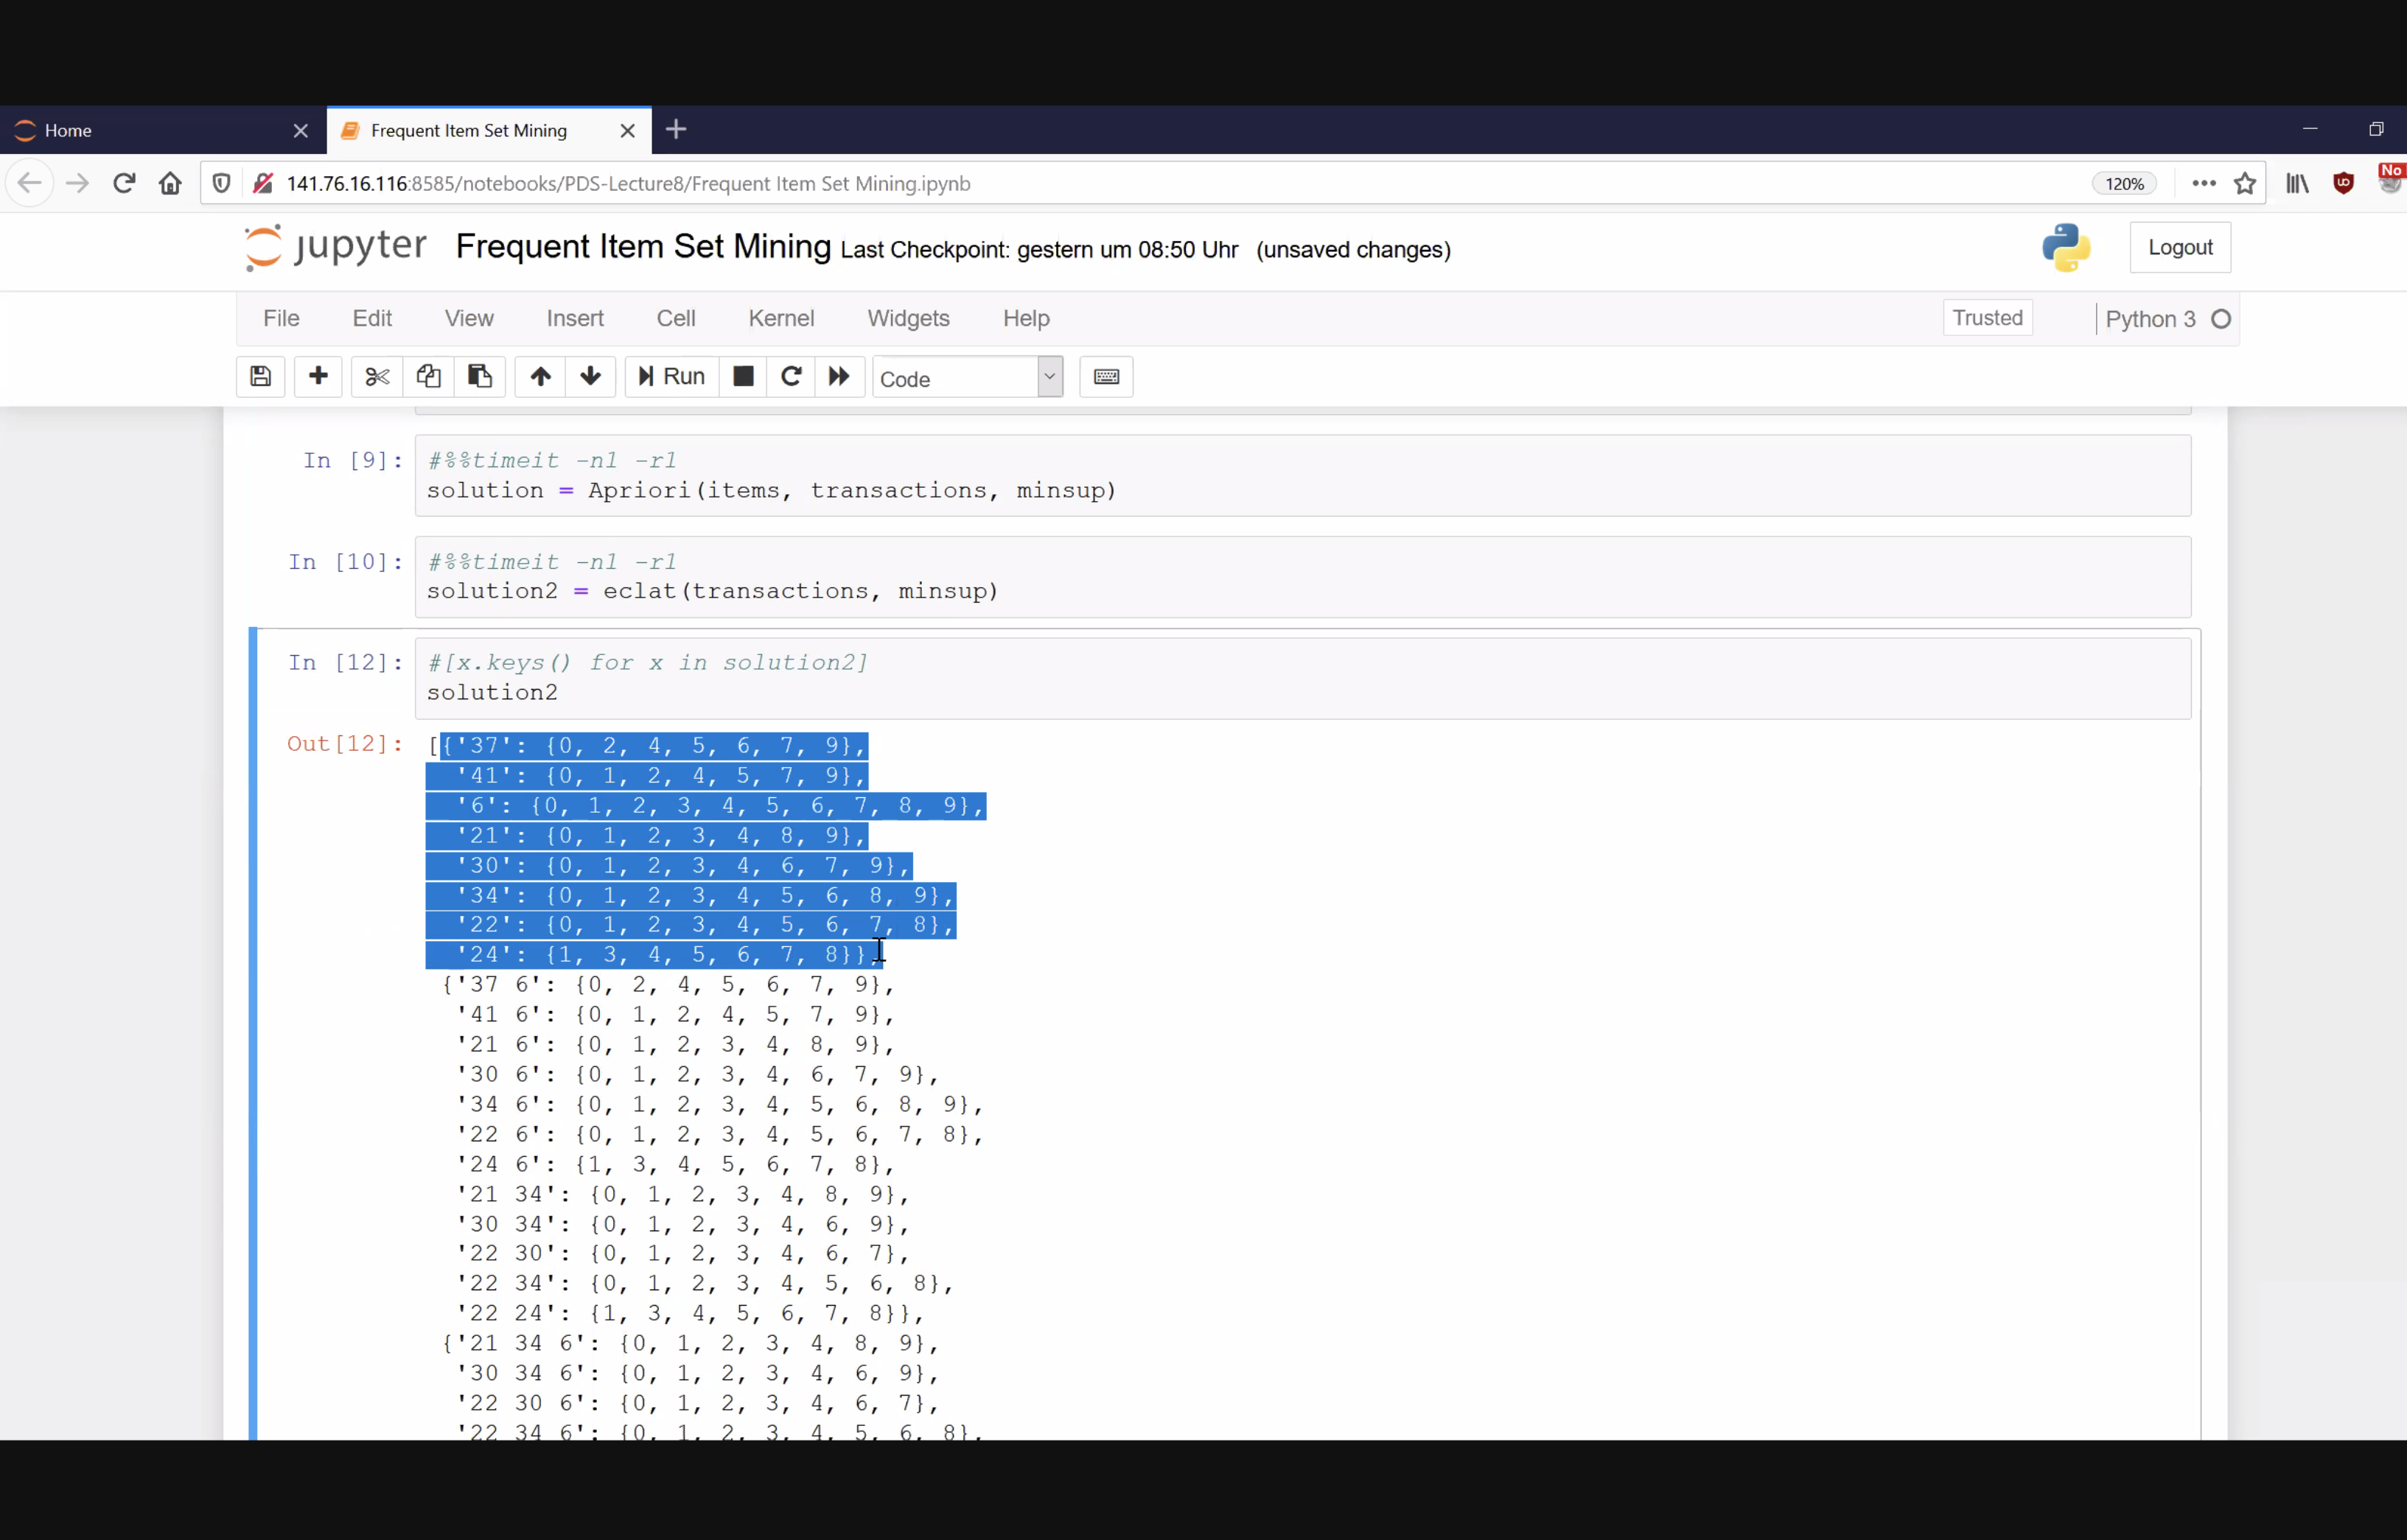 Home
Frequent Item Set Mining
141.76.16.116:8585/notebooks/PDS-Lecture8/Frequent Item Set Mining.ipynb
120%
No
jupyter Frequent Item Set Mining Last Checkpoint: gestern um 08:50 Uhr (unsaved changes)
Logout
File Edit View Insert Cell Kernel Widgets Help
Trusted
Python 3
Run
Code
In [9]: #%%timeit -n1 -r1
solution = Apriori(items, transactions, minsup)
In [10]: #%%timeit -n1 -r1
solution2 = eclat(transactions, minsup)
In [12]: #[x.keys() for x in solution2]
solution2
Out[12]: [{'37': {0, 2, 4, 5, 6, 7, 9},
'41': {0, 1, 2, 4, 5, 7, 9},
'6': {0, 1, 2, 3, 4, 5, 6, 7, 8, 9},
'21': {0, 1, 2, 3, 4, 8, 9},
'30': {0, 1, 2, 3, 4, 6, 7, 9},
'34': {0, 1, 2, 3, 4, 5, 6, 8, 9},
'22': {0, 1, 2, 3, 4, 5, 6, 7, 8},
'24': {1, 3, 4, 5, 6, 7, 8}},
{'37 6': {0, 2, 4, 5, 6, 7, 9},
'41 6': {0, 1, 2, 4, 5, 7, 9},
'21 6': {0, 1, 2, 3, 4, 8, 9},
'30 6': {0, 1, 2, 3, 4, 6, 7, 9},
'34 6': {0, 1, 2, 3, 4, 5, 6, 8, 9},
'22 6': {0, 1, 2, 3, 4, 5, 6, 7, 8},
'24 6': {1, 3, 4, 5, 6, 7, 8},
'21 34': {0, 1, 2, 3, 4, 8, 9},
'30 34': {0, 1, 2, 3, 4, 6, 9},
'22 30': {0, 1, 2, 3, 4, 6, 7},
'22 34': {0, 1, 2, 3, 4, 5, 6, 8},
'22 24': {1, 3, 4, 5, 6, 7, 8}},
{'21 34 6': {0, 1, 2, 3, 4, 8, 9},
'30 34 6': {0, 1, 2, 3, 4, 6, 9},
'22 30 6': {0, 1, 2, 3, 4, 6, 7},
'22 34 6': {0, 1, 2, 3, 4, 5, 6, 8},